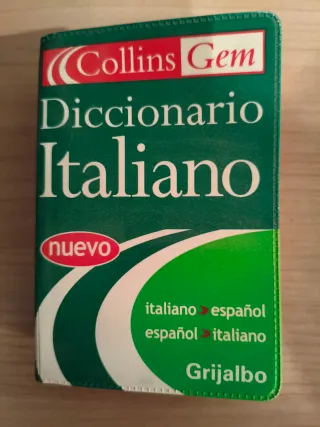 Collins Gem
Diccionario
Italiano
nuevo
italiano > español
español > italiano
Grijalbo